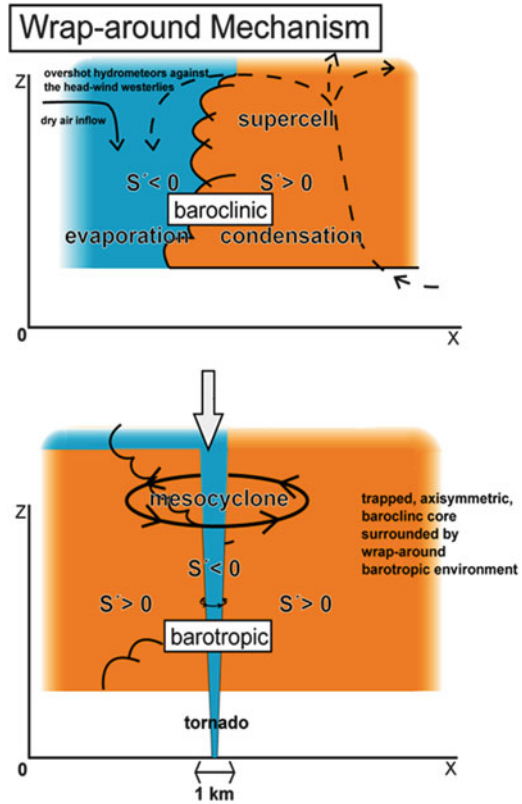 Wrap-around Mechanism
Z
overshot hydrometeors against
the head-wind westerlies
dry air inflow
supercell
S´< 0
S´> 0
baroclinic
evaporation
condensation
0
X
Z
mesocyclone
trapped, axisymmetric,
baroclinc core
surrounded by
wrap-around
barotropic environment
S´< 0
S´> 0
S´> 0
barotropic
tornado
0
X
1 km